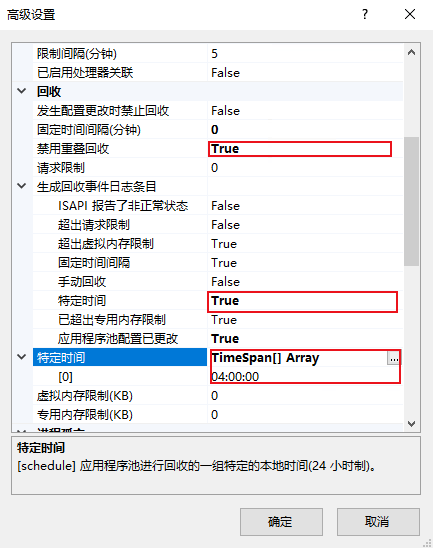 高级设置
限制间隔(分钟) 5
已启用处理器关联 False
回收
发生配置更改时禁止回收 False
固定时间间隔(分钟) 0
禁用重叠回收 True
请求限制 0
生成回收事件日志条目
ISAPI 报告了非正常状态 False
超出请求限制 False
超出虚拟内存限制 True
固定时间间隔 True
手动回收 False
特定时间 True
已超出专用内存限制 True
应用程序池配置已更改 True
特定时间 TimeSpan[] Array ...
[0] 04:00:00
虚拟内存限制(KB) 0
专用内存限制(KB) 0
特定时间
[schedule] 应用程序池进行回收的一组特定的本地时间(24 小时制)。
确定 取消